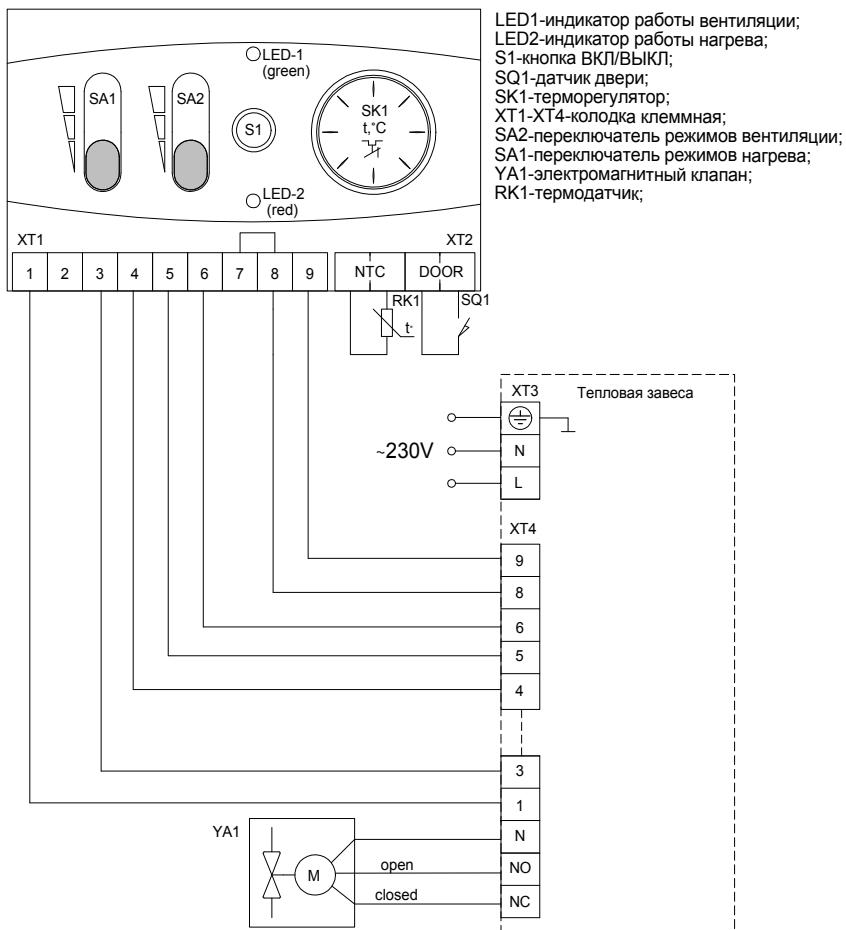 LED1-индикатор работы вентиляции;
LED2-индикатор работы нагрева;
S1-кнопка ВКЛ/ВЫКЛ;
SQ1-датчик двери;
SK1-терморегулятор;
XT1-XT4-колодка клеммная;
SA2-переключатель режимов вентиляции;
SA1-переключатель режимов нагрева;
YA1-электромагнитный клапан;
RK1-термодатчик;
LED-1
(green)
SA1
SA2
S1
SK1
t,°C
LED-2
(red)
XT1
XT2
1 2 3 4 5 6 7 8 9 NTC DOOR
RK1
t°
SQ1
XT3
Тепловая завеса
~230V
N
L
XT4
9
8
6
5
4
3
1
YA1
N
M
open
NO
closed
NC